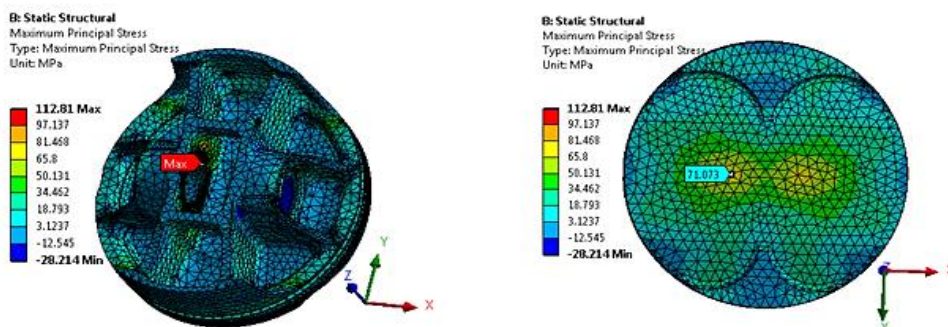 B: Static Structural
Maximum Principal Stress
Type: Maximum Principal Stress
Unit: MPa
112.81 Max
97.137
81.468
65.8
50.131
34.462
18.793
3.1237
-12.545
-28.214 Min
Max
Y
Z
X
B: Static Structural
Maximum Principal Stress
Type: Maximum Principal Stress
Unit: MPa
112.81 Max
97.137
81.468
65.8
50.131
34.462
18.793
3.1237
-12.545
-28.214 Min
71.073